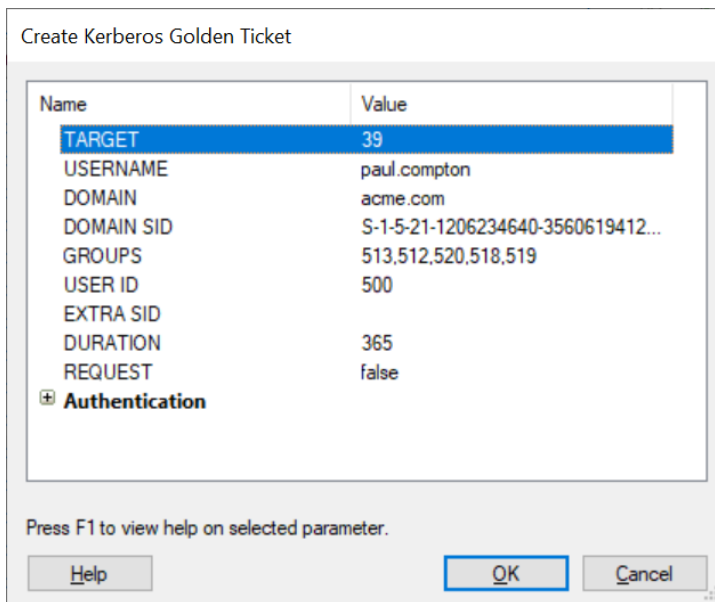 Create Kerberos Golden Ticket
Name Value
TARGET 39
USERNAME paul.compton
DOMAIN acme.com
DOMAIN SID S-1-5-21-1206234640-3560619412...
GROUPS 513,512,520,518,519
USER ID 500
EXTRA SID
DURATION 365
REQUEST false
Authentication
Press F1 to view help on selected parameter.
Help OK Cancel